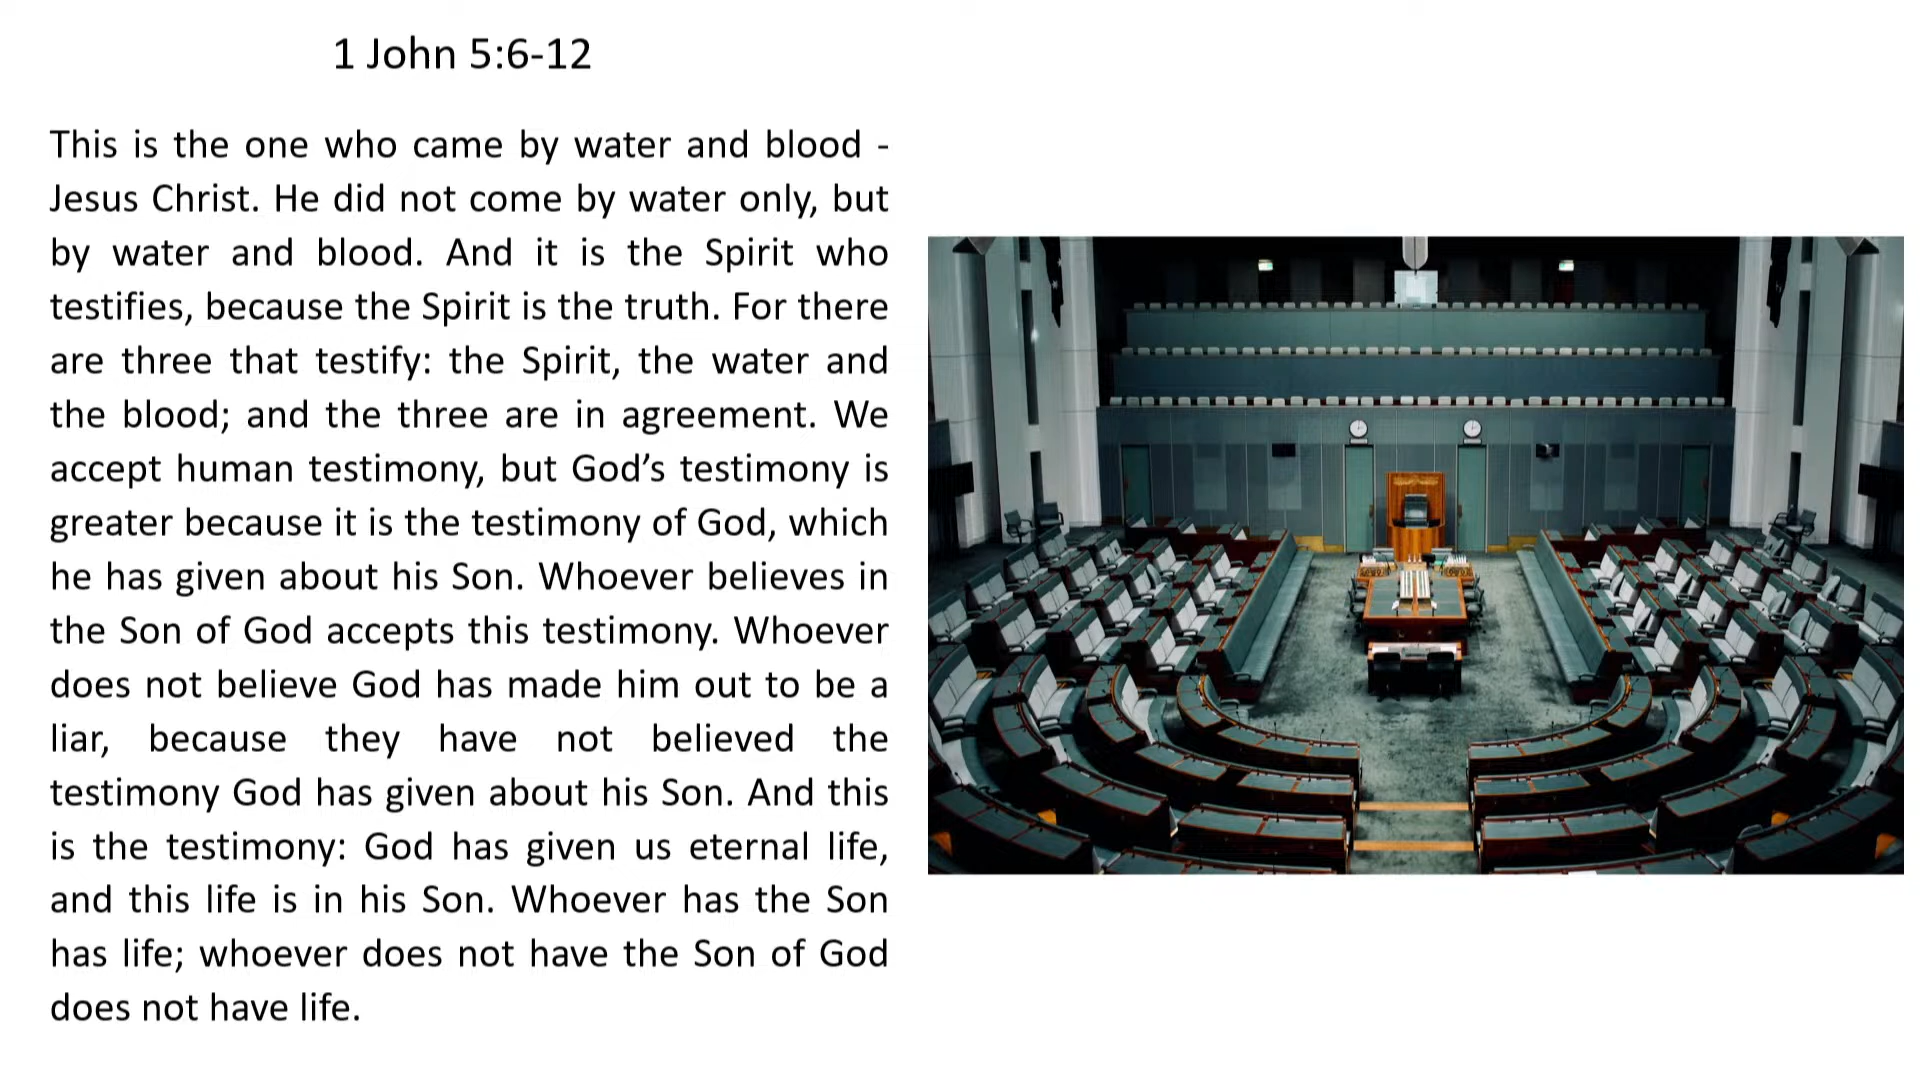 1 John 5:6-12
This is the one who came by water and blood -
Jesus Christ. He did not come by water only, but
by water and blood. And it is the Spirit who
testifies, because the Spirit is the truth. For there
are three that testify: the Spirit, the water and
the blood; and the three are in agreement. We
accept human testimony, but God’s testimony is
greater because it is the testimony of God, which
he has given about his Son. Whoever believes in
the Son of God accepts this testimony. Whoever
does not believe God has made him out to be a
liar, because they have not believed the
testimony God has given about his Son. And this
is the testimony: God has given us eternal life,
and this life is in his Son. Whoever has the Son
has life; whoever does not have the Son of God
does not have life.